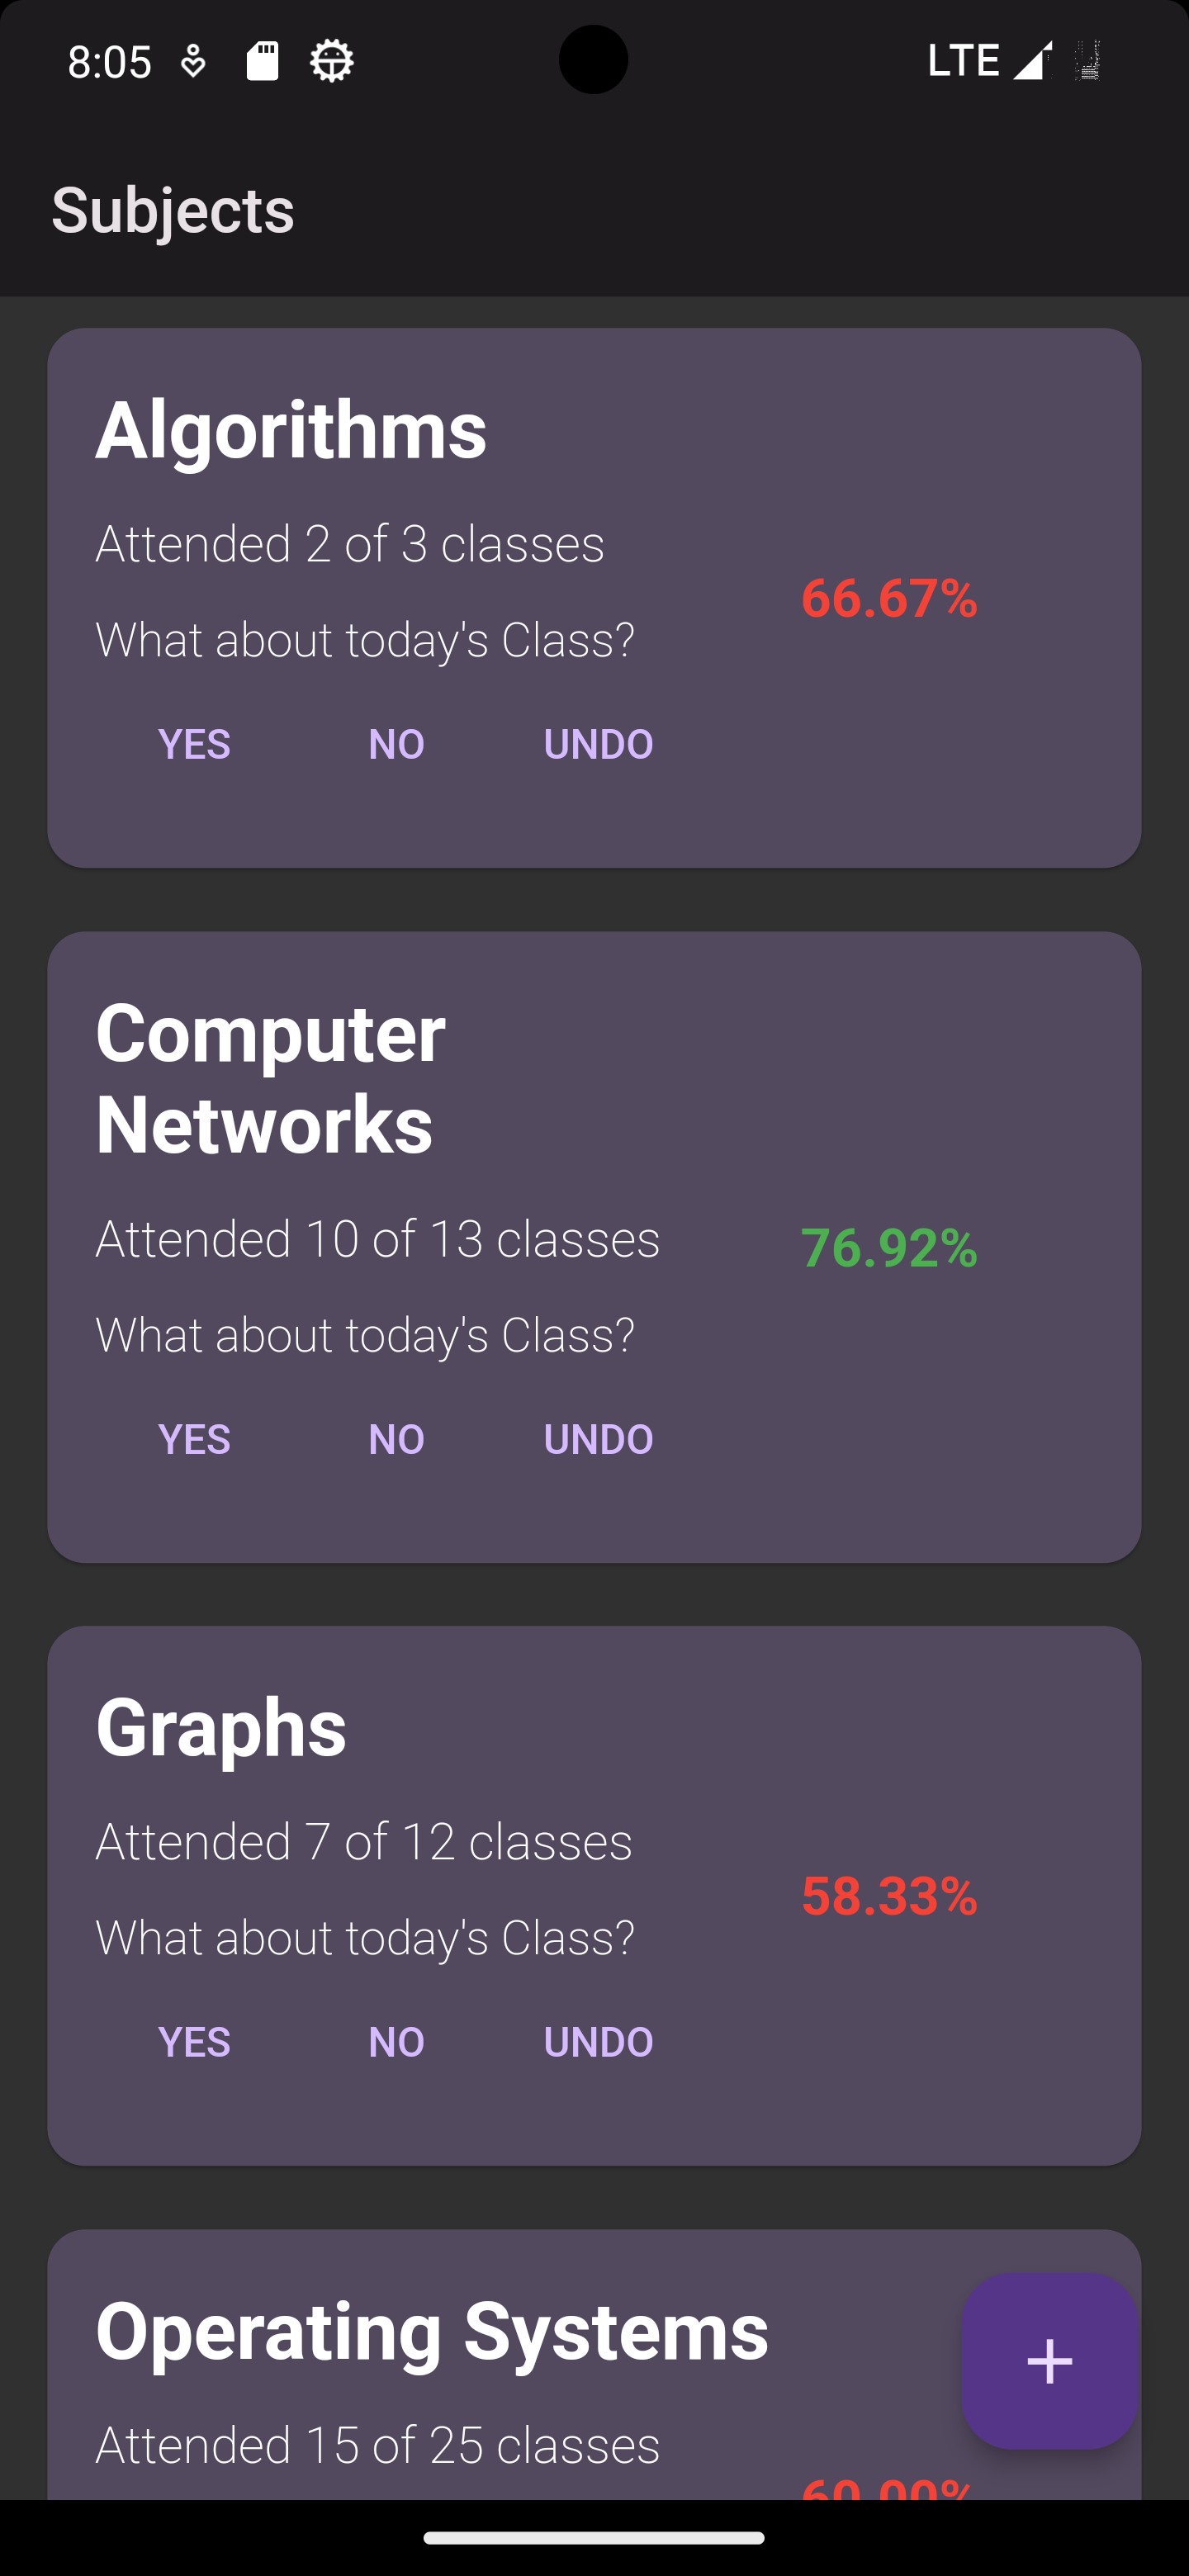 8:05
LTE
Subjects
Algorithms
Attended 2 of 3 classes
66.67%
What about today's Class?
YES NO UNDO
Computer
Networks
Attended 10 of 13 classes
76.92%
What about today's Class?
YES NO UNDO
Graphs
Attended 7 of 12 classes
58.33%
What about today's Class?
YES NO UNDO
Operating Systems
+
Attended 15 of 25 classes
60.00%